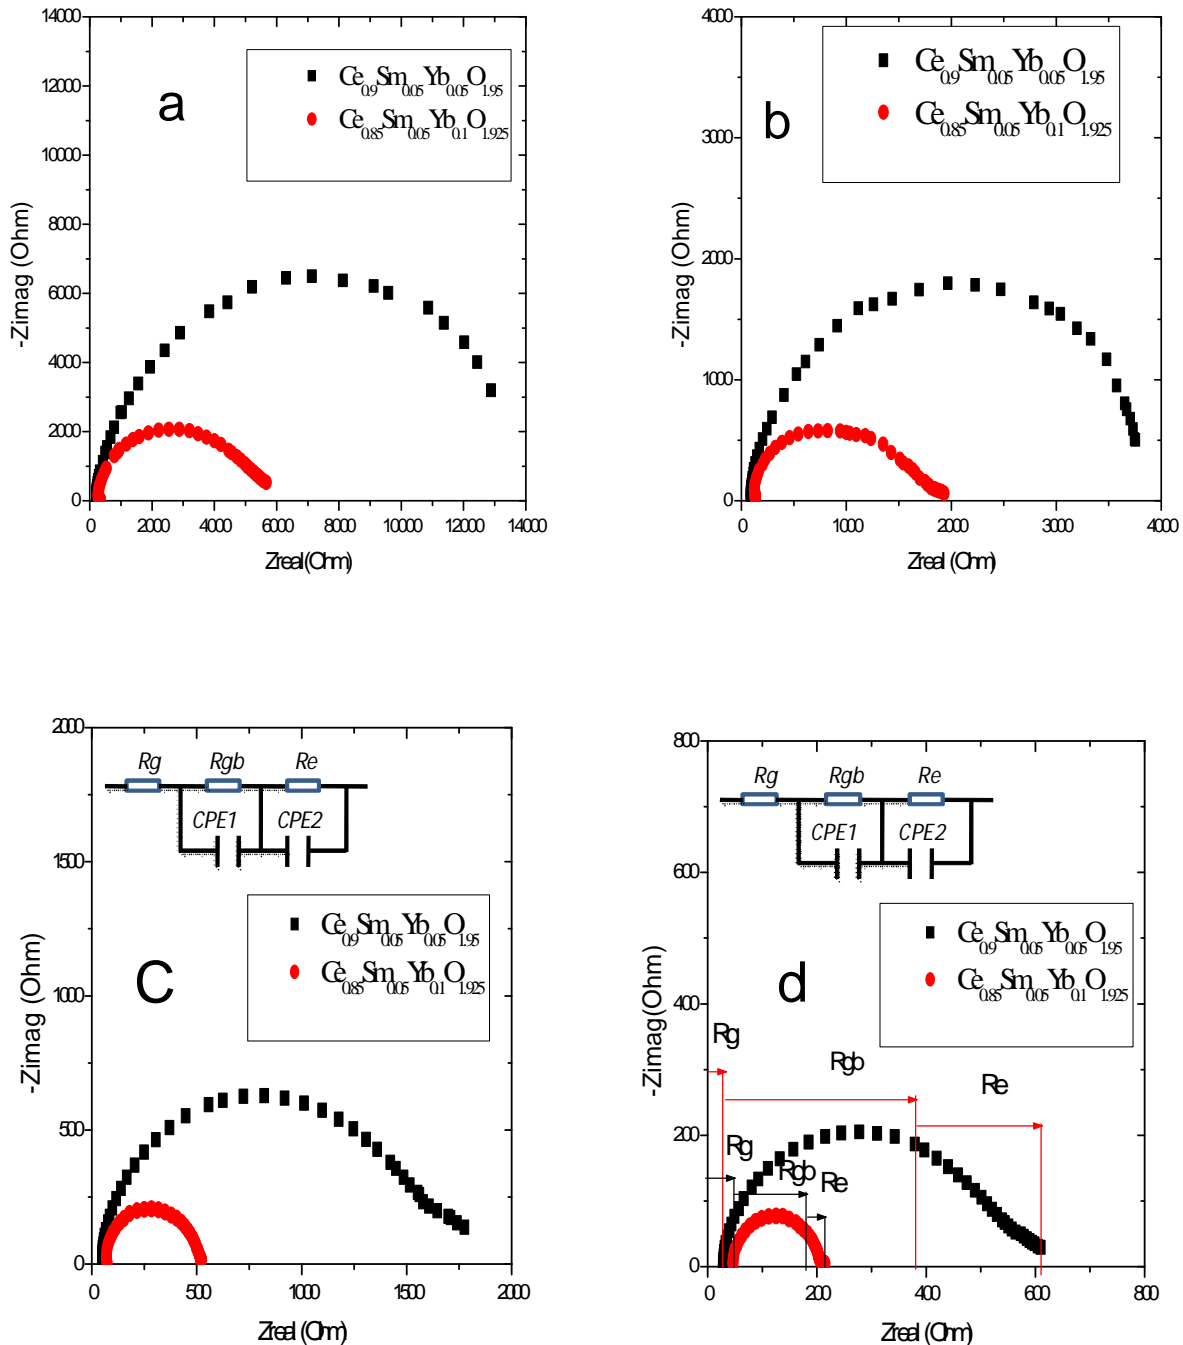 a
Ce0.9Sm0.05Yb0.05O1.95
Ce0.85Sm0.05Yb0.1O1.925
-Zimag (Ohm)
14000
12000
10000
8000
6000
4000
2000
0
0 2000 4000 6000 8000 10000 12000 14000
Zreal(Ohm)
b
Ce0.9Sm0.05Yb0.05O1.95
Ce0.85Sm0.05Yb0.1O1.925
-Zimag (Ohm)
4000
3000
2000
1000
0
0 1000 2000 3000 4000
Zreal (Ohm)
Rg Rgb Re
CPE1 CPE2
Ce0.9Sm0.05Yb0.05O1.95
Ce0.85Sm0.05Yb0.1O1.925
C
-Zimag (Ohm)
2000
1500
1000
500
0
0 500 1000 1500 2000
Zreal (Ohm)
Rg Rgb Re
CPE1 CPE2
Ce0.9Sm0.05Yb0.05O1.95
Ce0.85Sm0.05Yb0.1O1.925
d
-Zimag(Ohm)
800
600
400
200
0
Rg
Rgb
Re
Rg
Rgb
Re
0 200 400 600 800
Zreal (Ohm)